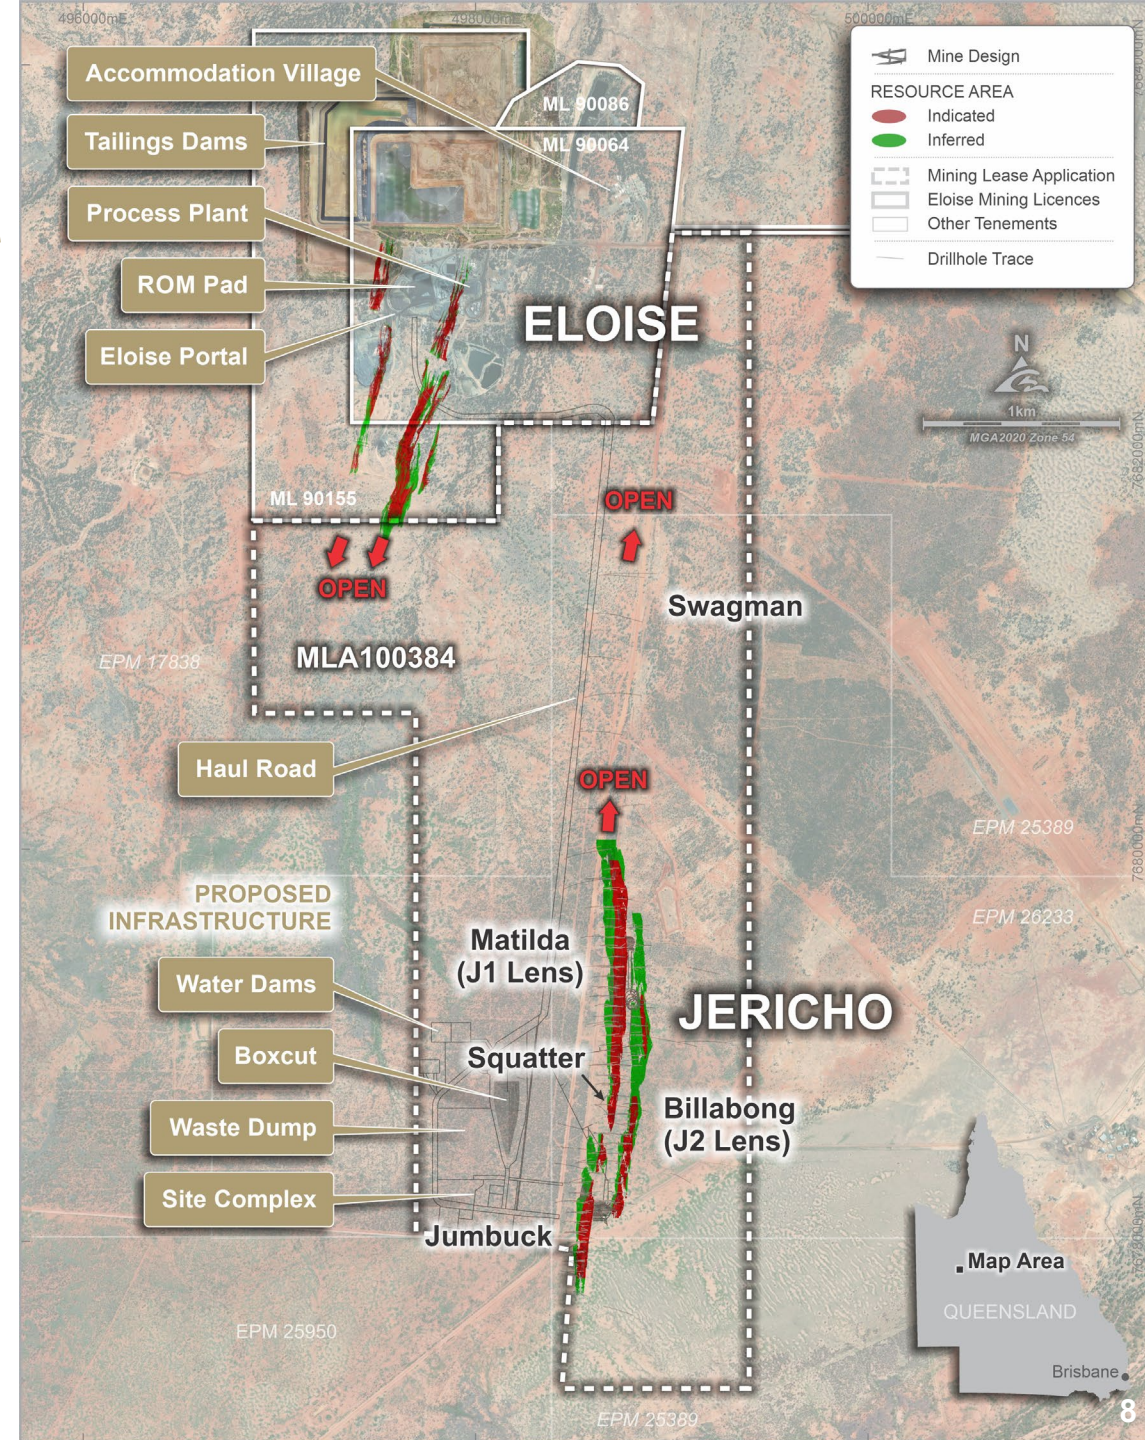 496000mE
498000mE
500900mE
Accommodation Village
Tailings Dams
Process Plant
ROM Pad
Eloise Portal
ML 90086
ML 90064
Mine Design
RESOURCE AREA
Indicated
Inferred
Mining Lease Application
Eloise Mining Licences
Other Tenements
Drillhole Trace
ELOISE
N
1km
MGA2020 Zone 54
ML 90155
OPEN
OPEN
Swagman
EPM 17838
MLA100384
Haul Road
OPEN
EPM 25389
7680000mN
PROPOSED
INFRASTRUCTURE
EPM 26233
Matilda
(J1 Lens)
Water Dams
JERICHO
Boxcut
Squatter
Waste Dump
Billabong
(J2 Lens)
Site Complex
Jumbuck
Map Area
QUEENSLAND
EPM 25950
Brisbane
EPM 25389
8